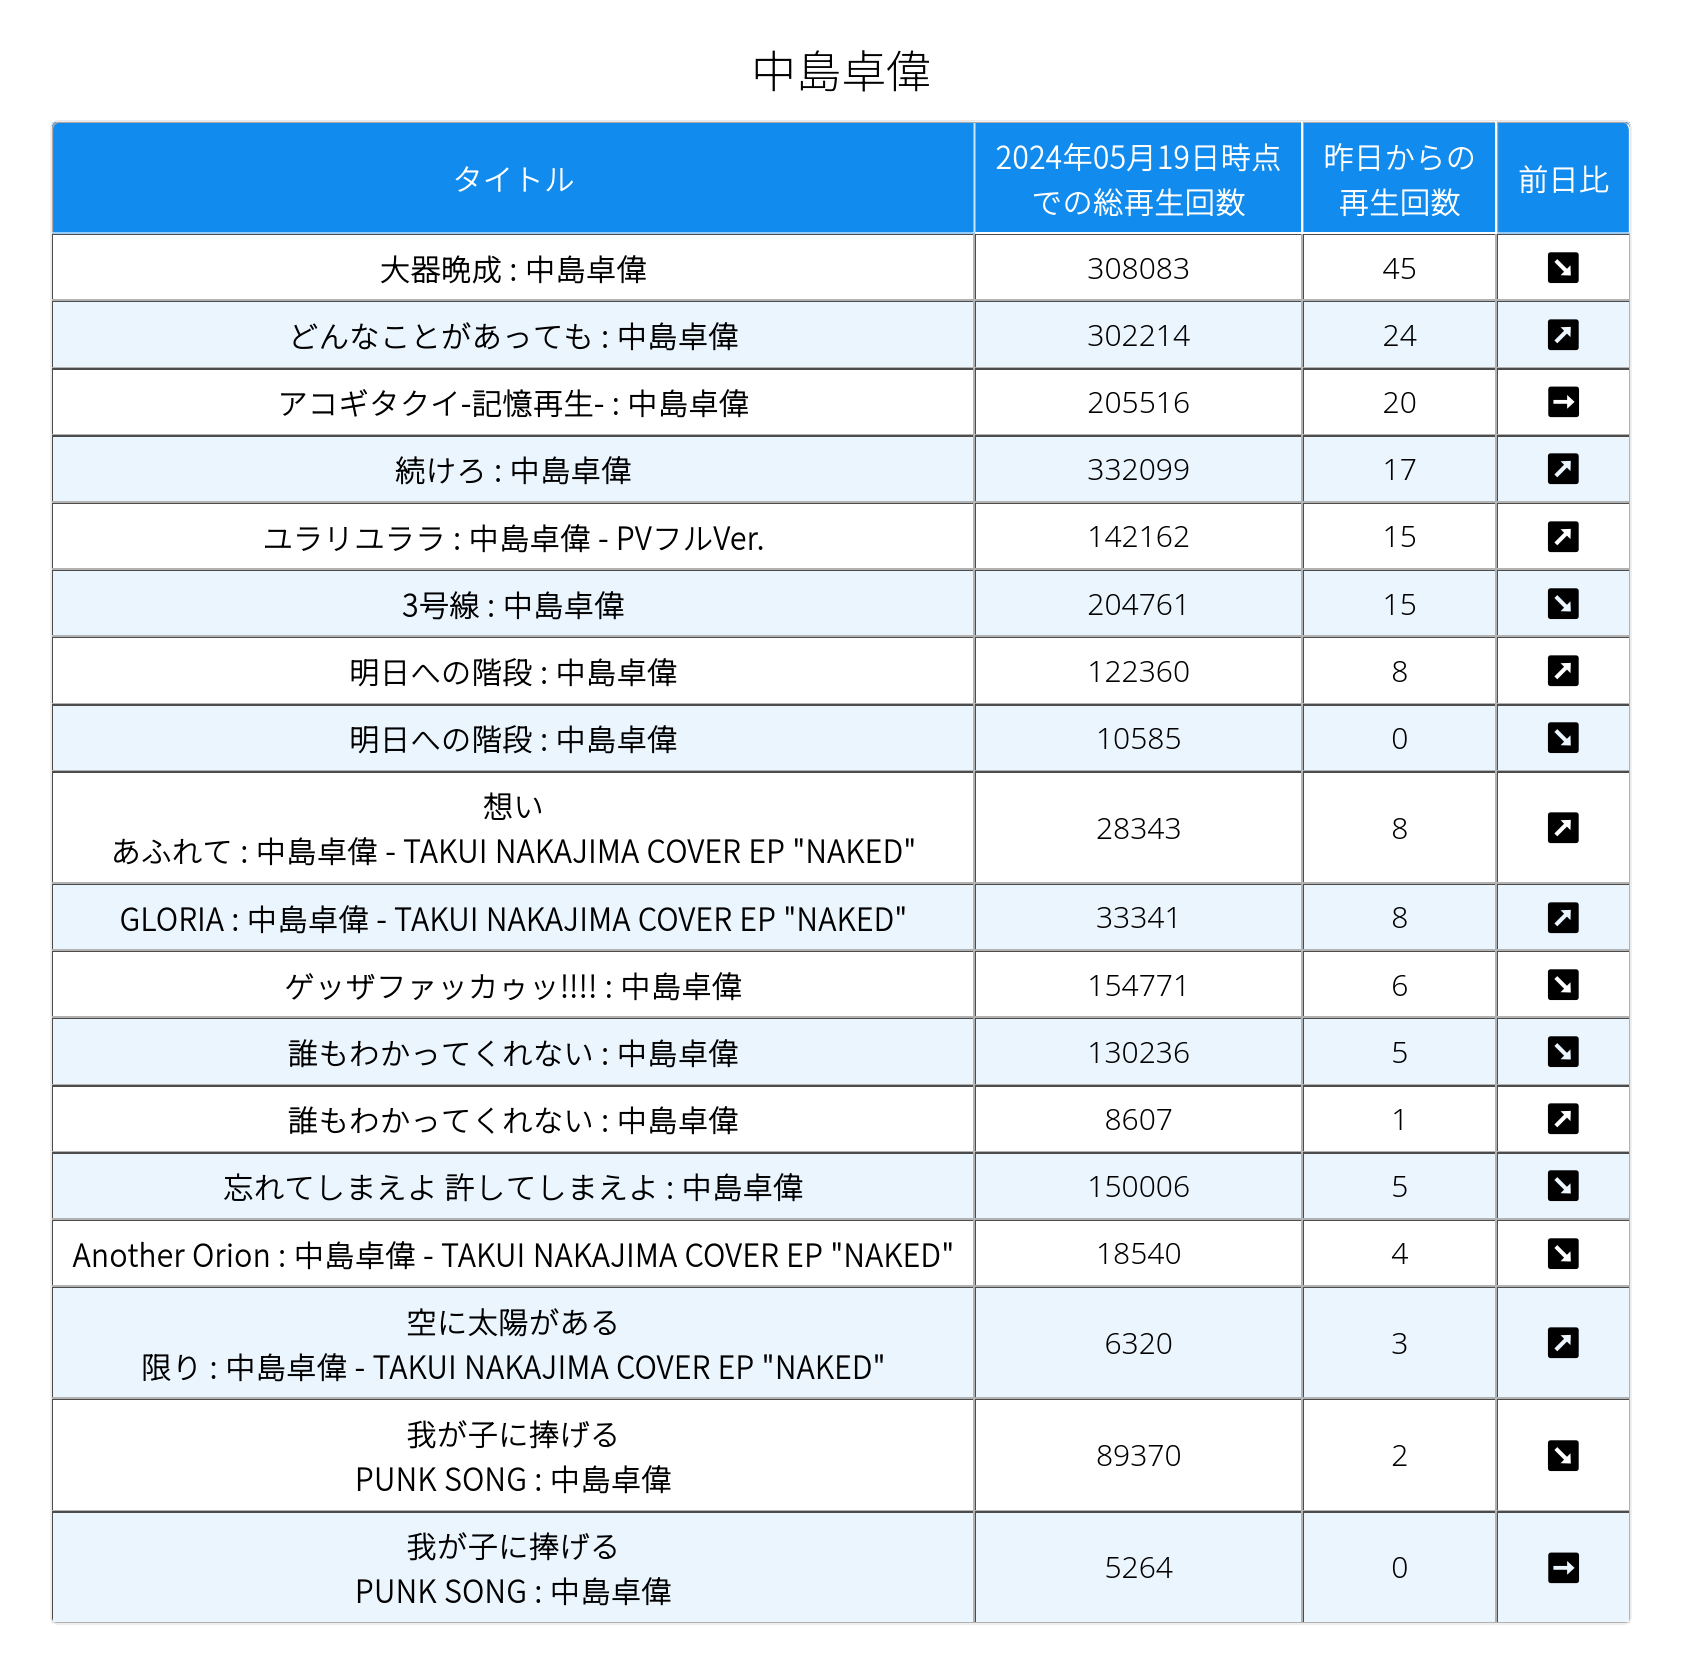 中島卓偉
タイトル
2024年05月19日時点
での総再生回数
昨日からの
再生回数
前日比
大器晩成 : 中島卓偉 308083 45 ↘
どんなことがあっても : 中島卓偉 302214 24 ↗
アコギタクイ-記憶再生- : 中島卓偉 205516 20 →
続けろ : 中島卓偉 332099 17 ↗
ユラリユララ : 中島卓偉 - PVフルVer. 142162 15 ↗
3号線 : 中島卓偉 204761 15 ↘
明日への階段 : 中島卓偉 122360 8 ↗
明日への階段 : 中島卓偉 10585 0 ↘
想い
あふれて : 中島卓偉 - TAKUI NAKAJIMA COVER EP "NAKED" 28343 8 ↗
GLORIA : 中島卓偉 - TAKUI NAKAJIMA COVER EP "NAKED" 33341 8 ↗
ゲッザファッカゥッ!!!! : 中島卓偉 154771 6 ↘
誰もわかってくれない : 中島卓偉 130236 5 ↘
誰もわかってくれない : 中島卓偉 8607 1 ↗
忘れてしまえよ 許してしまえよ : 中島卓偉 150006 5 ↘
Another Orion : 中島卓偉 - TAKUI NAKAJIMA COVER EP "NAKED" 18540 4 ↘
空に太陽がある
限り : 中島卓偉 - TAKUI NAKAJIMA COVER EP "NAKED" 6320 3 ↗
我が子に捧げる
PUNK SONG : 中島卓偉 89370 2 ↘
我が子に捧げる
PUNK SONG : 中島卓偉 5264 0 →